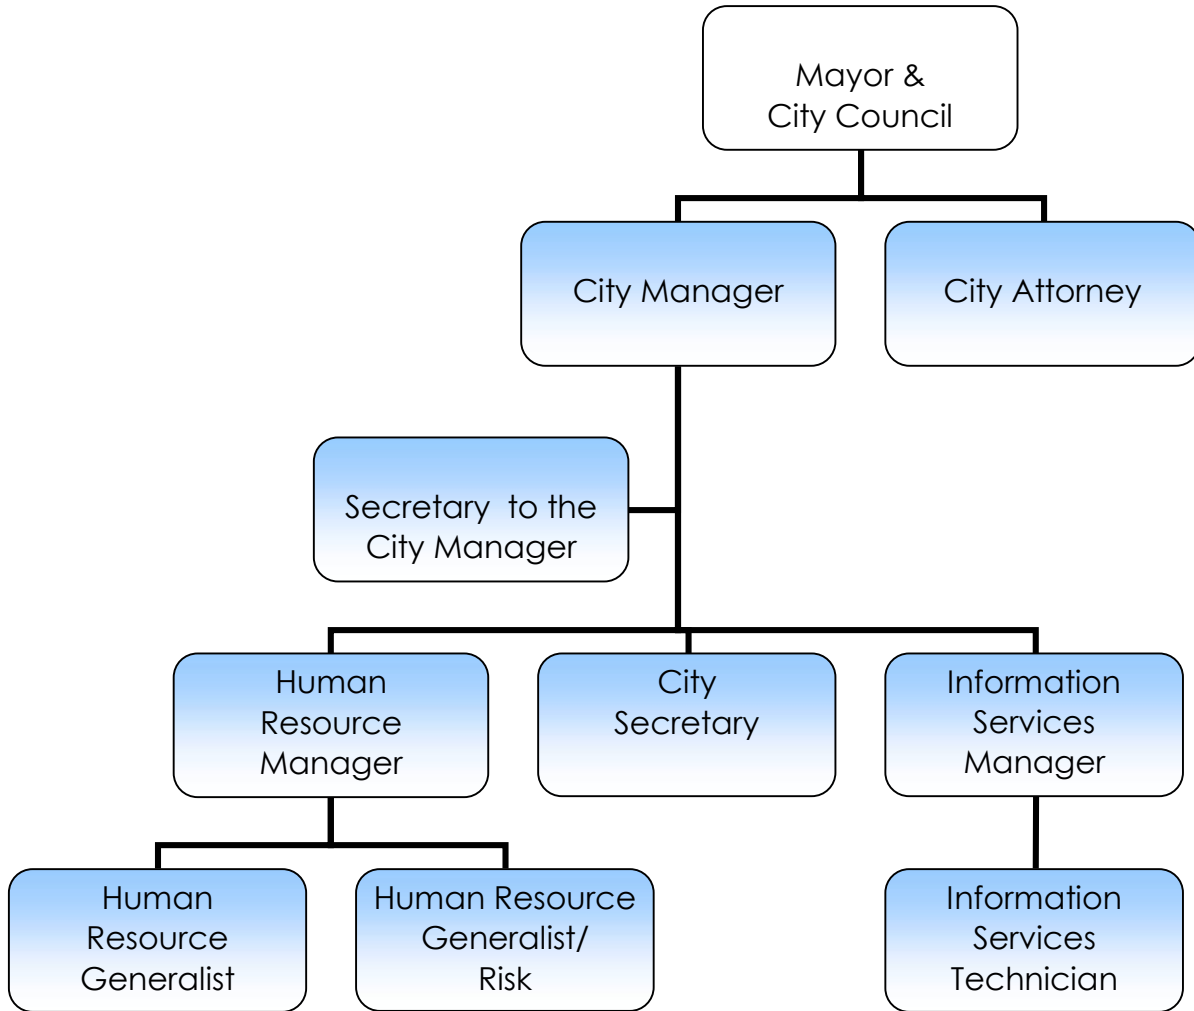 Mayor &
City Council
City Manager
City Attorney
Secretary  to the
City Manager
Human
Resource
Manager
City
Secretary
Information
Services
Manager
Human
Resource
Generalist
Human Resource
Generalist/
Risk
Information
Services
Technician